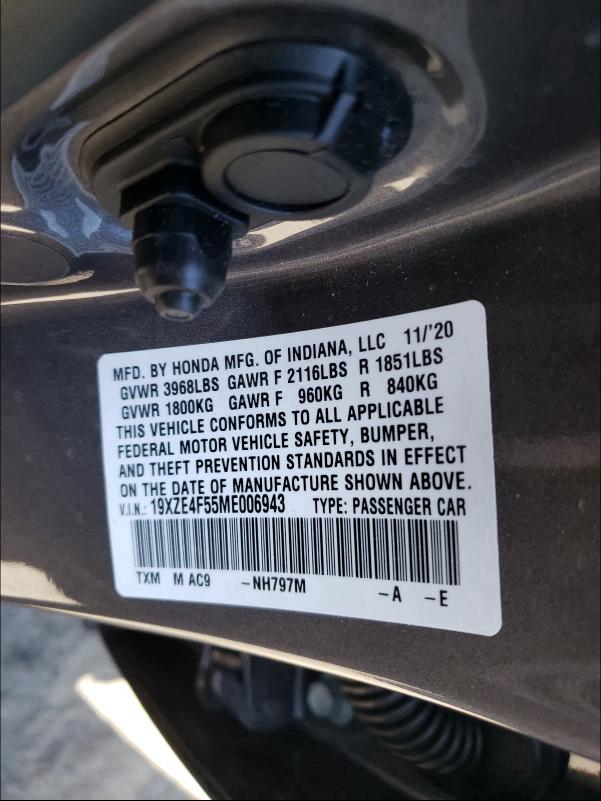 MFD. BY HONDA MFG. OF INDIANA, LLC 11/'20
GVWR 3968LBS GAWR F 2116LBS R 1851LBS
GVWR 1800KG GAWR F 960KG R 840KG
THIS VEHICLE CONFORMS TO ALL APPLICABLE
FEDERAL MOTOR VEHICLE SAFETY, BUMPER,
AND THEFT PREVENTION STANDARDS IN EFFECT
ON THE DATE OF MANUFACTURE SHOWN ABOVE.
V.I.N.: 19XZE4F55ME006943 TYPE: PASSENGER CAR
TXM M AC9 -NH797M -A -E